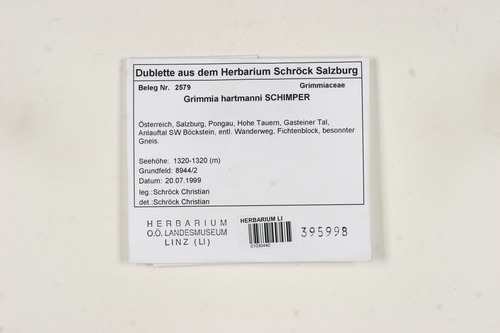 Dublette aus dem Herbarium Schröck Salzburg
Beleg Nr. 2579 Grimmiaceae
Grimmia hartmanni SCHIMPER
Österreich, Salzburg, Pongau, Hohe Tauern, Gasteiner Tal,
Anlauftal SW Böckstein, entl. Wanderweg, Fichtenblock, besonnter
Gneis.
Seehöhe: 1320-1320 (m)
Grundfeld: 8944/2
Datum: 20.07.1999
leg.:Schröck Christian
det.:Schröck Christian
HERBARIUM
O.Ö. LANDESMUSEUM
LINZ (LI)
HERBARIUM LI
01030440
395998